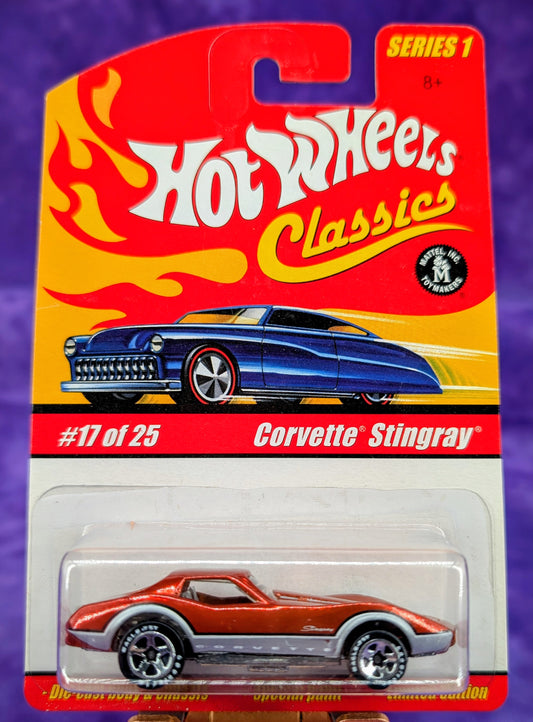 SERIES 1
8+
Hot Wheels
Classics
MATTEL, INC.
M
TOYMAKERS
#17 of 25
Corvette® Stingray®
Stingray
CORVETTE
Die-cast body & chassis
Special paint
Limited Edition